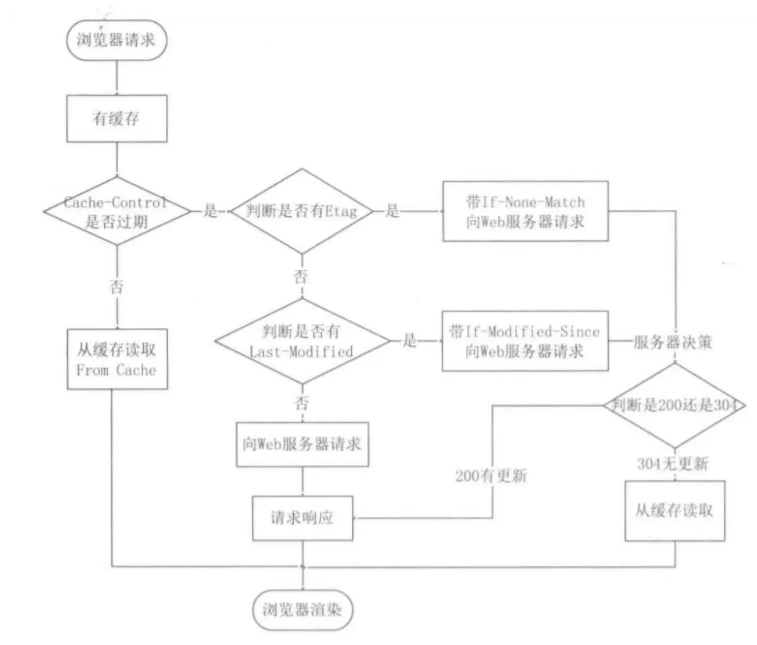 浏览器请求
有缓存
Cache-Control
是否过期
是
判断是否有Etag
是
带If-None-Match
向Web服务器请求
否
否
从缓存读取
From Cache
判断是否有
Last-Modified
是
带If-Modified-Since
向Web服务器请求
服务器决策
判断是200还是304
否
向Web服务器请求
200有更新
304无更新
请求响应
从缓存读取
浏览器渲染